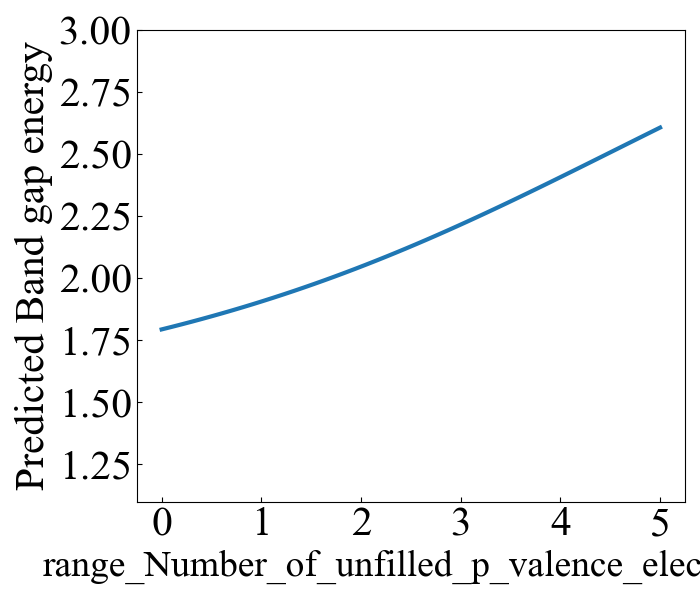 Predicted Band gap energy
3.00
2.75
2.50
2.25
2.00
1.75
1.50
1.25
0 1 2 3 4 5
range_Number_of_unfilled_p_valence_elec